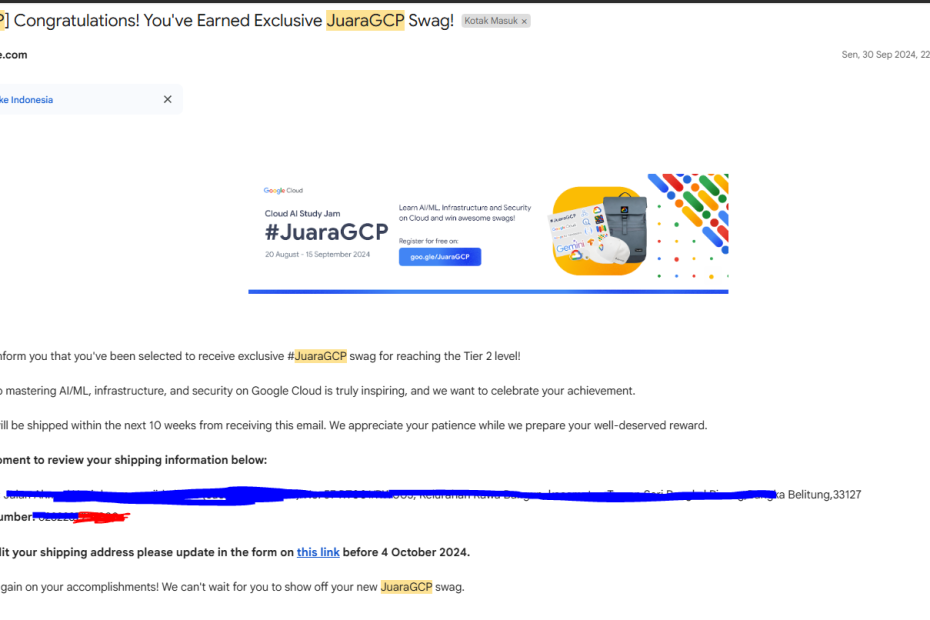 P] Congratulations! You've Earned Exclusive JuaraGCP Swag! Kotak Masuk ×
e.com
Sen, 30 Sep 2024, 22
ke Indonesia
Google Cloud
Cloud AI Study Jam
#JuaraGCP
20 August - 15 September 2024
Learn AI/ML, Infrastructure and Security
on Cloud and win awesome swags!
Register for free on:
goo.gle/JuaraGCP
#JuaraGCP
Gemini
nform you that you've been selected to receive exclusive #JuaraGCP swag for reaching the Tier 2 level!
o mastering AI/ML, infrastructure, and security on Google Cloud is truly inspiring, and we want to celebrate your achievement.
ill be shipped within the next 10 weeks from receiving this email. We appreciate your patience while we prepare your well-deserved reward.
oment to review your shipping information below:
Belitung,33127
umber:
dit your shipping address please update in the form on this link before 4 October 2024.
gain on your accomplishments! We can't wait for you to show off your new JuaraGCP swag.